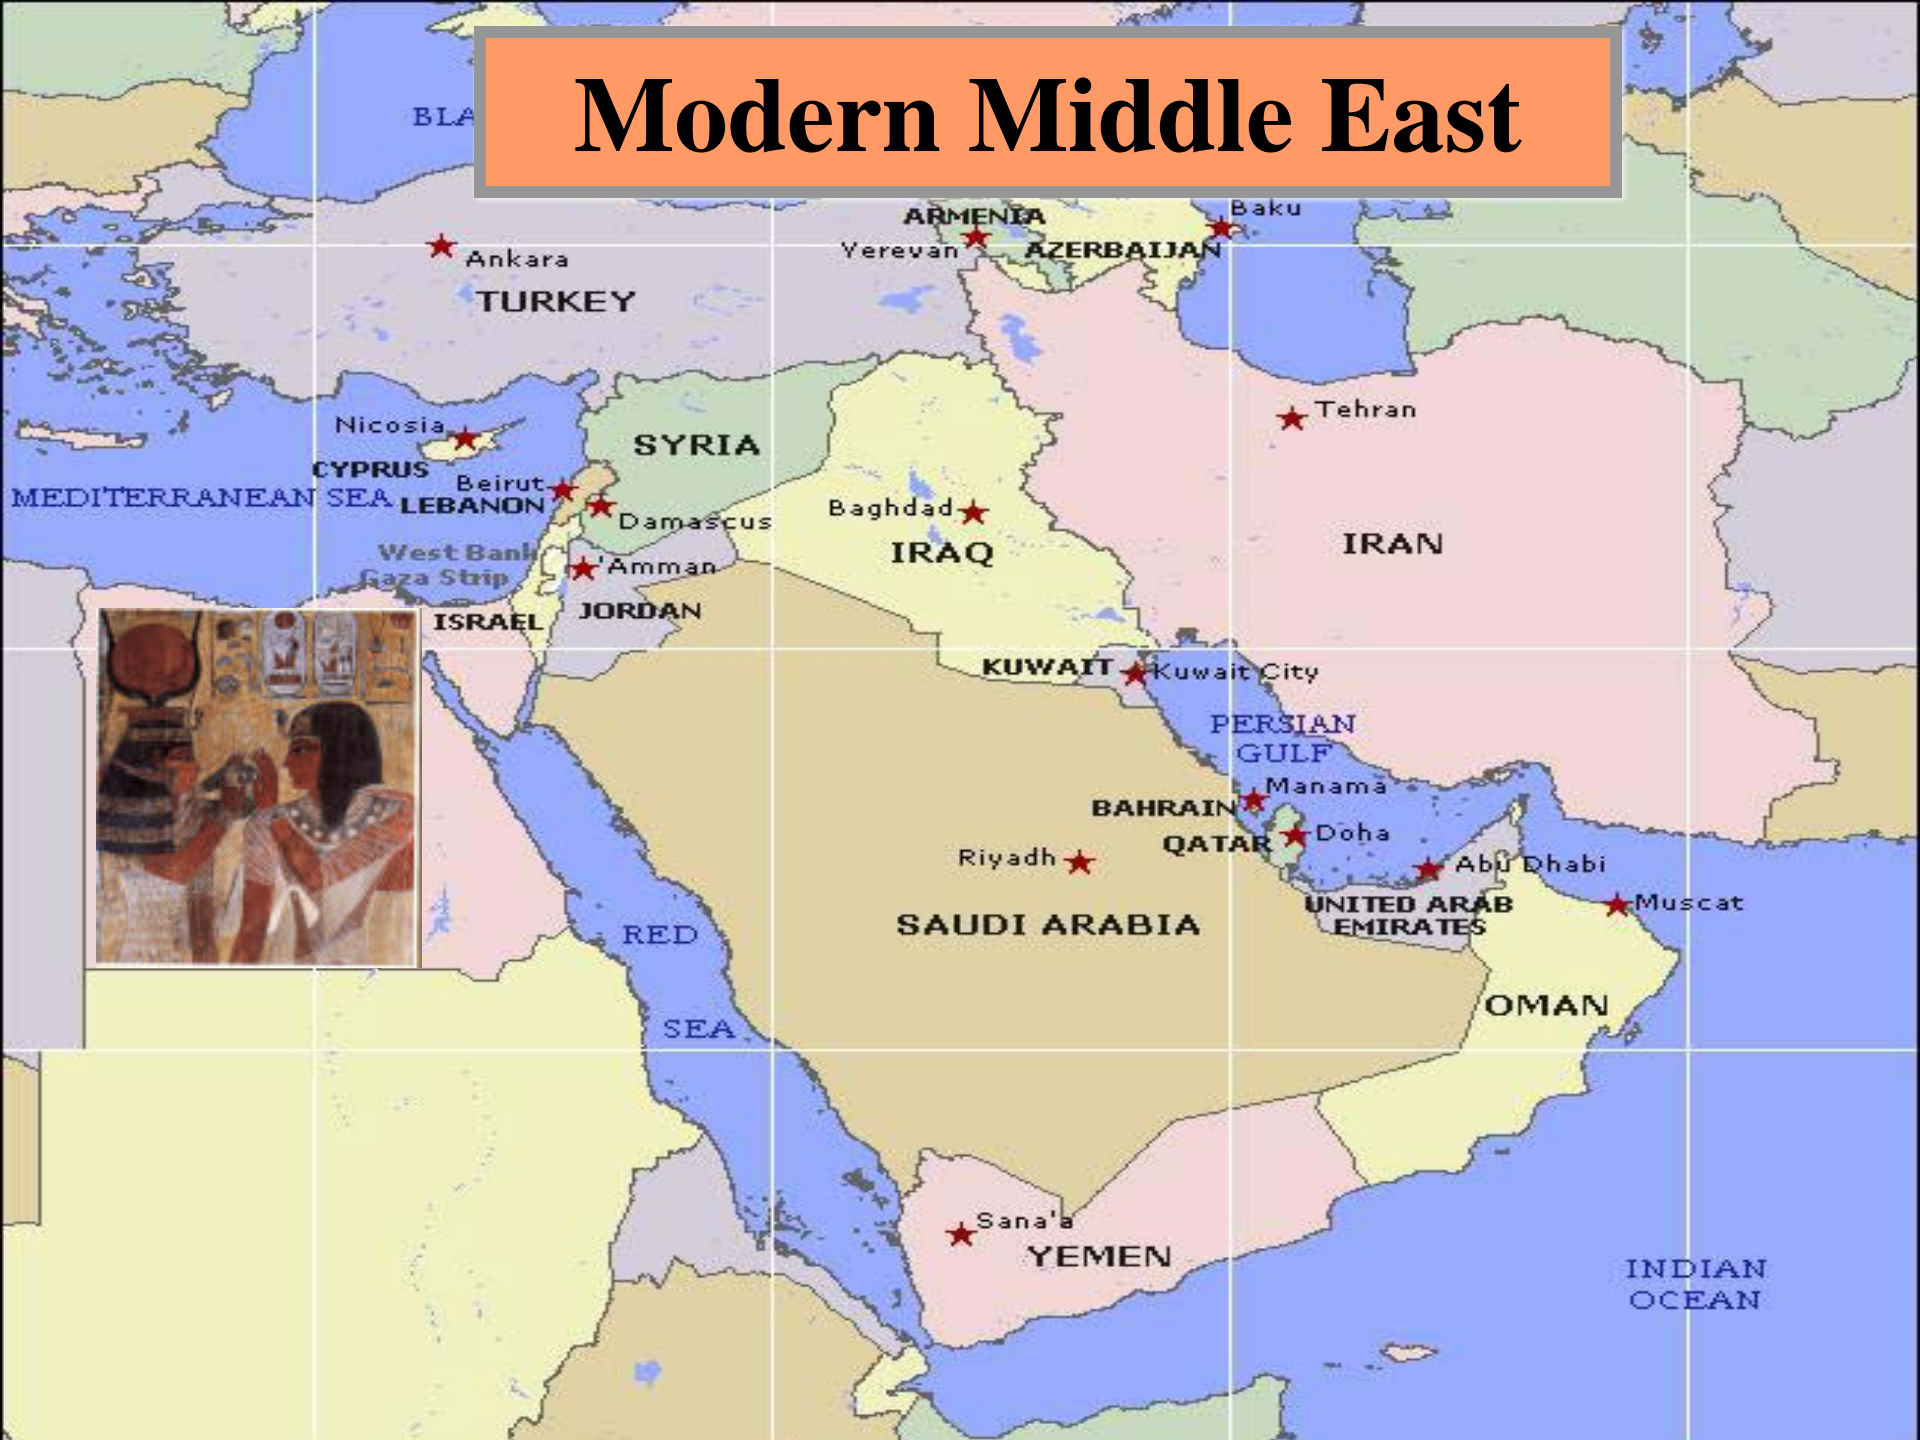 Modern Middle East
BLA
ARMENIA
Baku
Yerevan
AZERBAIJAN
Ankara
TURKEY
Nicosia
Tehran
SYRIA
CYPRUS
Beirut
MEDITERRANEAN SEA
LEBANON
Baghdad
Damascus
IRAN
West Bank
IRAQ
'Amman
Gaza Strip
JORDAN
ISRAEL
KUWAIT
Kuwait City
PERSIAN
GULF
Manama
BAHRAIN
Doha
QATAR
Riyadh
Abu Dhabi
UNITED ARAB
EMIRATES
Muscat
SAUDI ARABIA
RED
SEA
OMAN
Sana'a
YEMEN
INDIAN
OCEAN